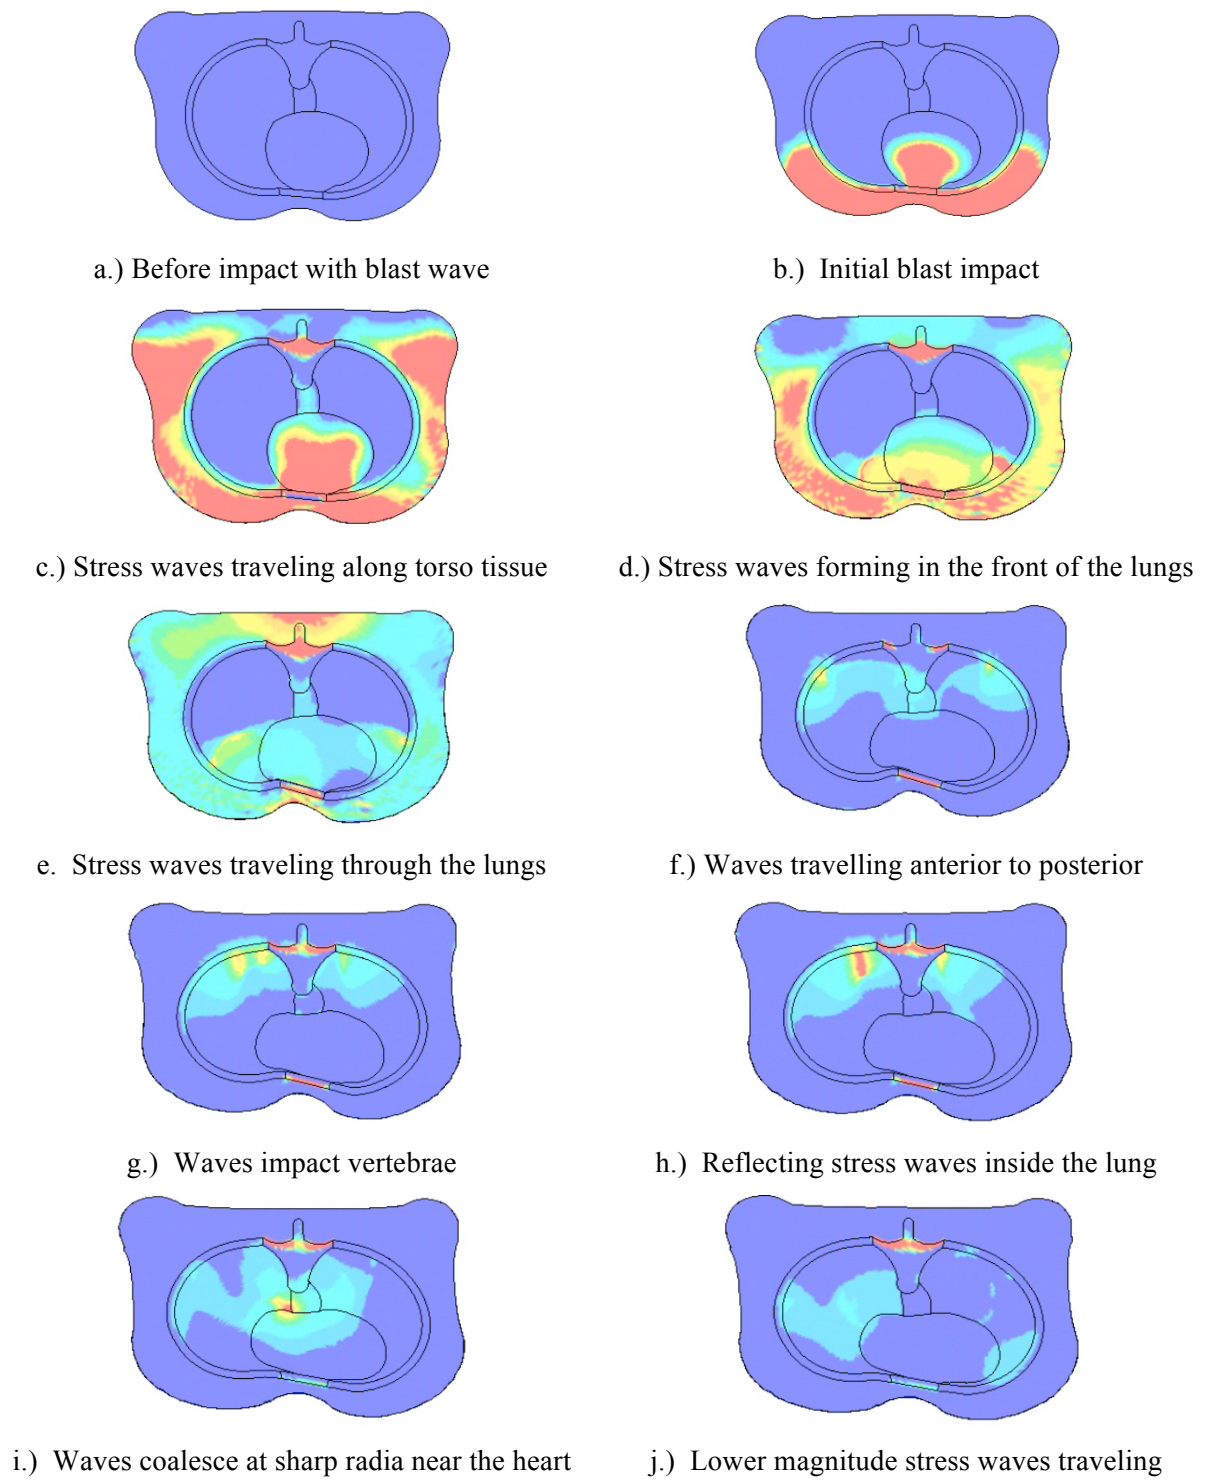 a.) Before impact with blast wave
b.) Initial blast impact
c.) Stress waves traveling along torso tissue
d.) Stress waves forming in the front of the lungs
e. Stress waves traveling through the lungs
f.) Waves travelling anterior to posterior
g.) Waves impact vertebrae
h.) Reflecting stress waves inside the lung
i.) Waves coalesce at sharp radia near the heart
j.) Lower magnitude stress waves traveling